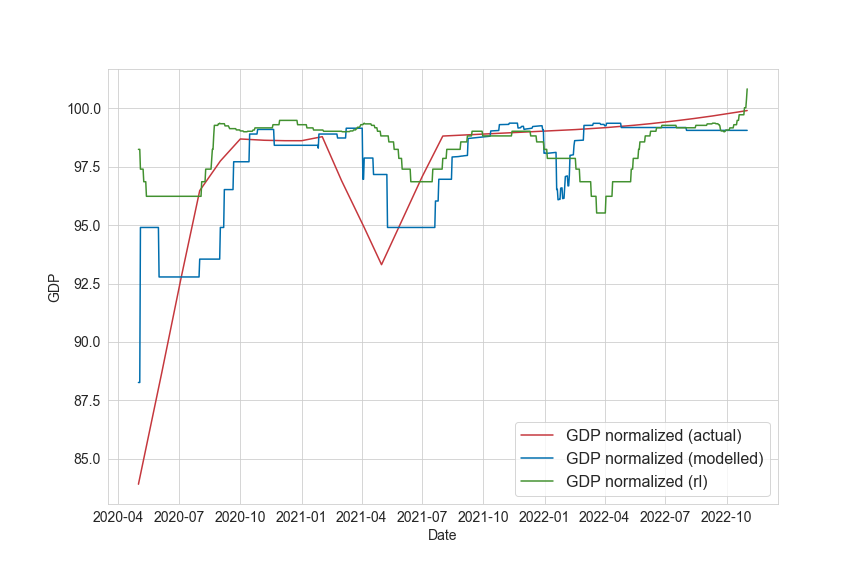 100.0
97.5
95.0
92.5
90.0
87.5
85.0
GDP
GDP normalized (actual)
GDP normalized (modelled)
GDP normalized (rl)
2020-04 2020-07 2020-10 2021-01 2021-04 2021-07 2021-10 2022-01 2022-04 2022-07 2022-10
Date